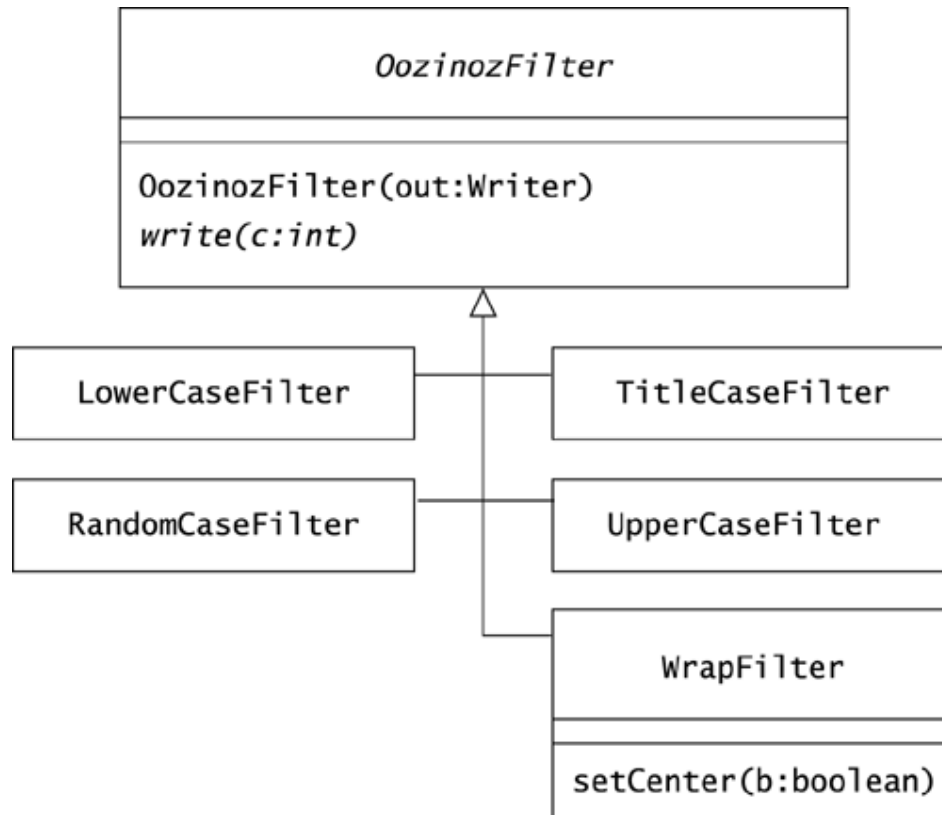 OozinozFilter
OozinozFilter(out:Writer)
write(c:int)
LowerCaseFilter
TitleCaseFilter
RandomCaseFilter
UpperCaseFilter
WrapFilter
setCenter(b:boolean)